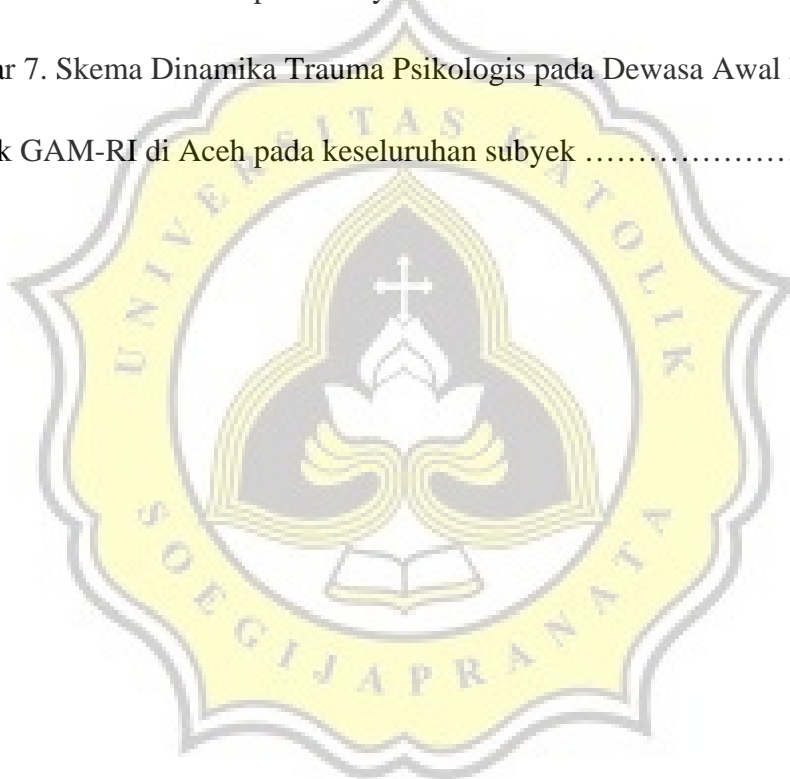 ar 7. Skema Dinamika Trauma Psikologis pada Dewasa Awal
k GAM-RI di Aceh pada keseluruhan subyek …………………
UNIVERSITAS KATOLIK
SOEGIJAPRANATA